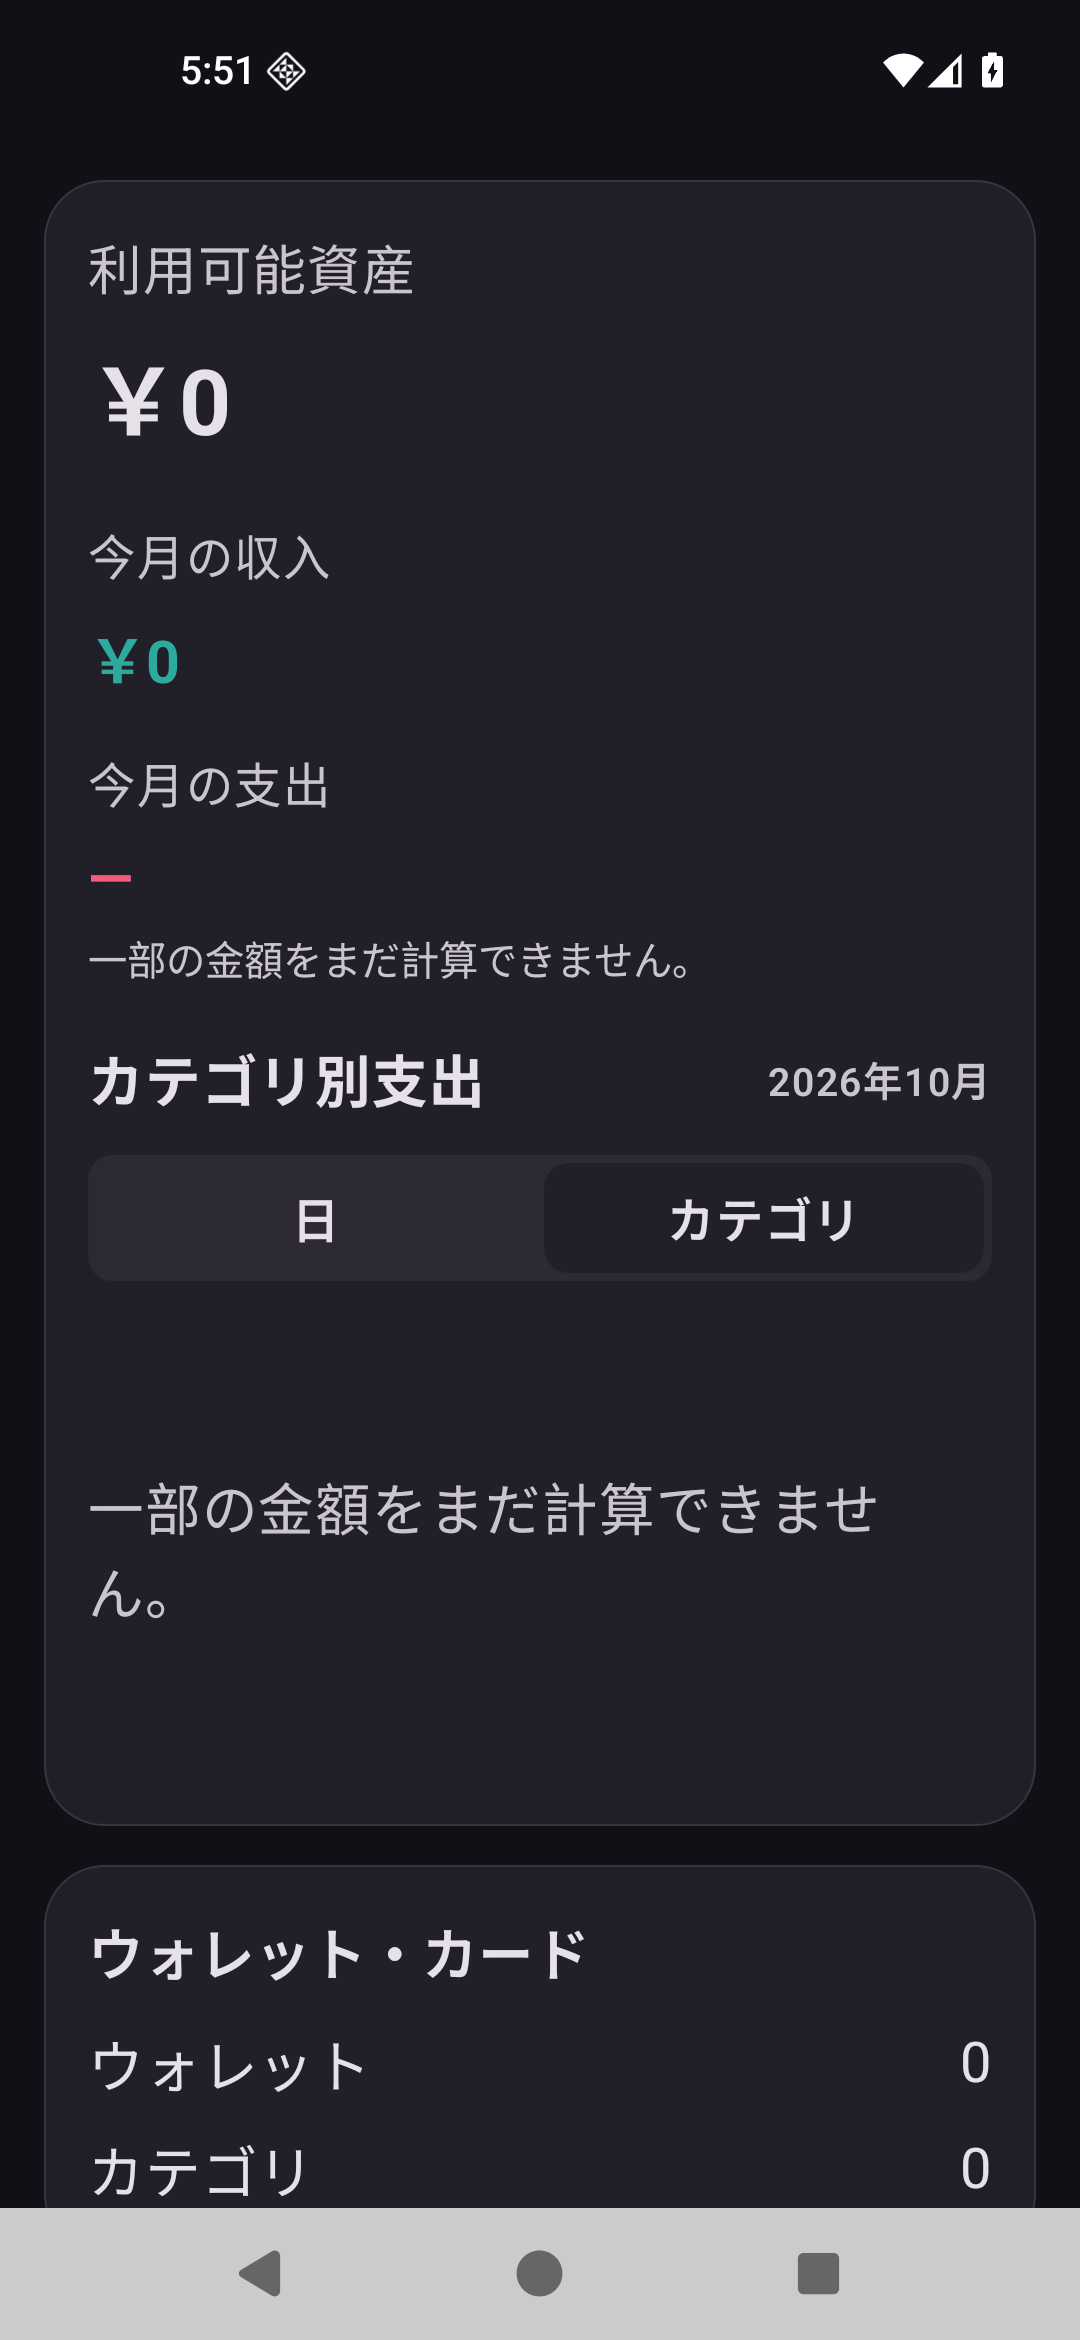 5:51
利用可能資産
￥0
今月の収入
￥0
今月の支出
—
一部の金額をまだ計算できません。
カテゴリ別支出
2026年10月
日
カテゴリ
一部の金額をまだ計算できませ
ん。
ウォレット・カード
ウォレット
0
カテゴリ
0